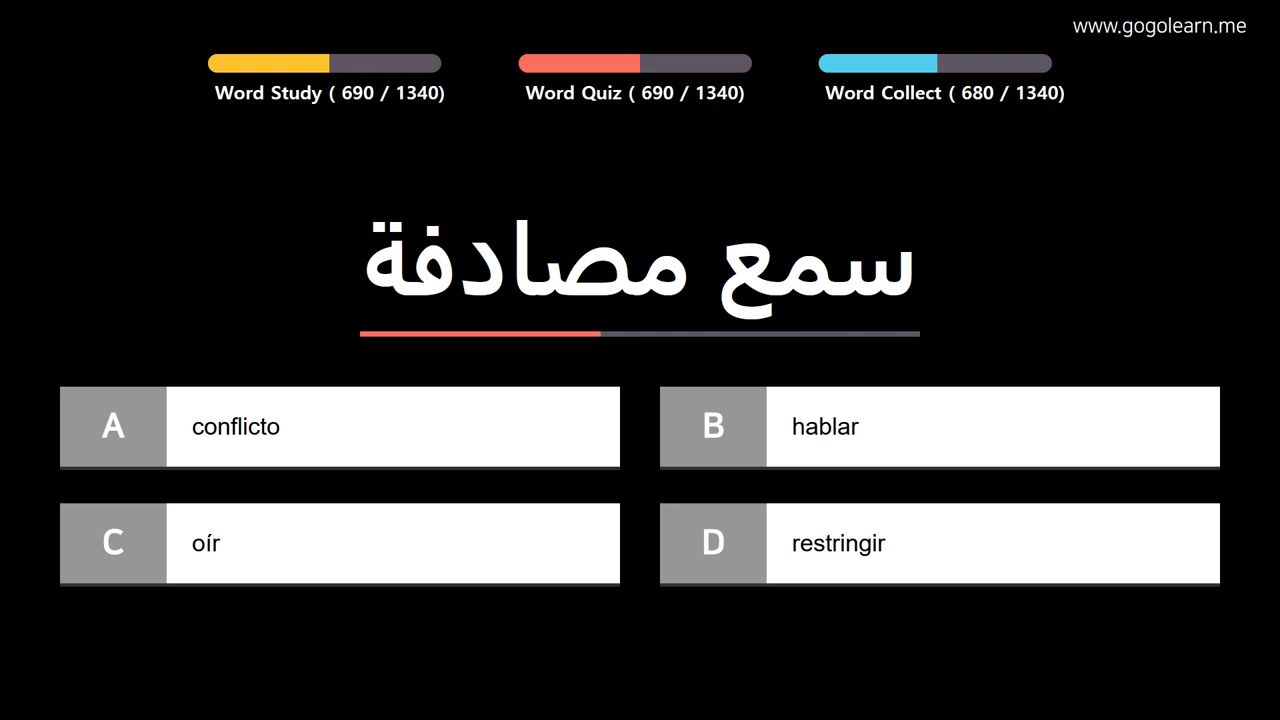 www.gogolearn.me
Word Study ( 690 / 1340)
Word Quiz ( 690 / 1340)
Word Collect ( 680 / 1340)
سمع مصادفة
A conflicto
B hablar
C oír
D restringir